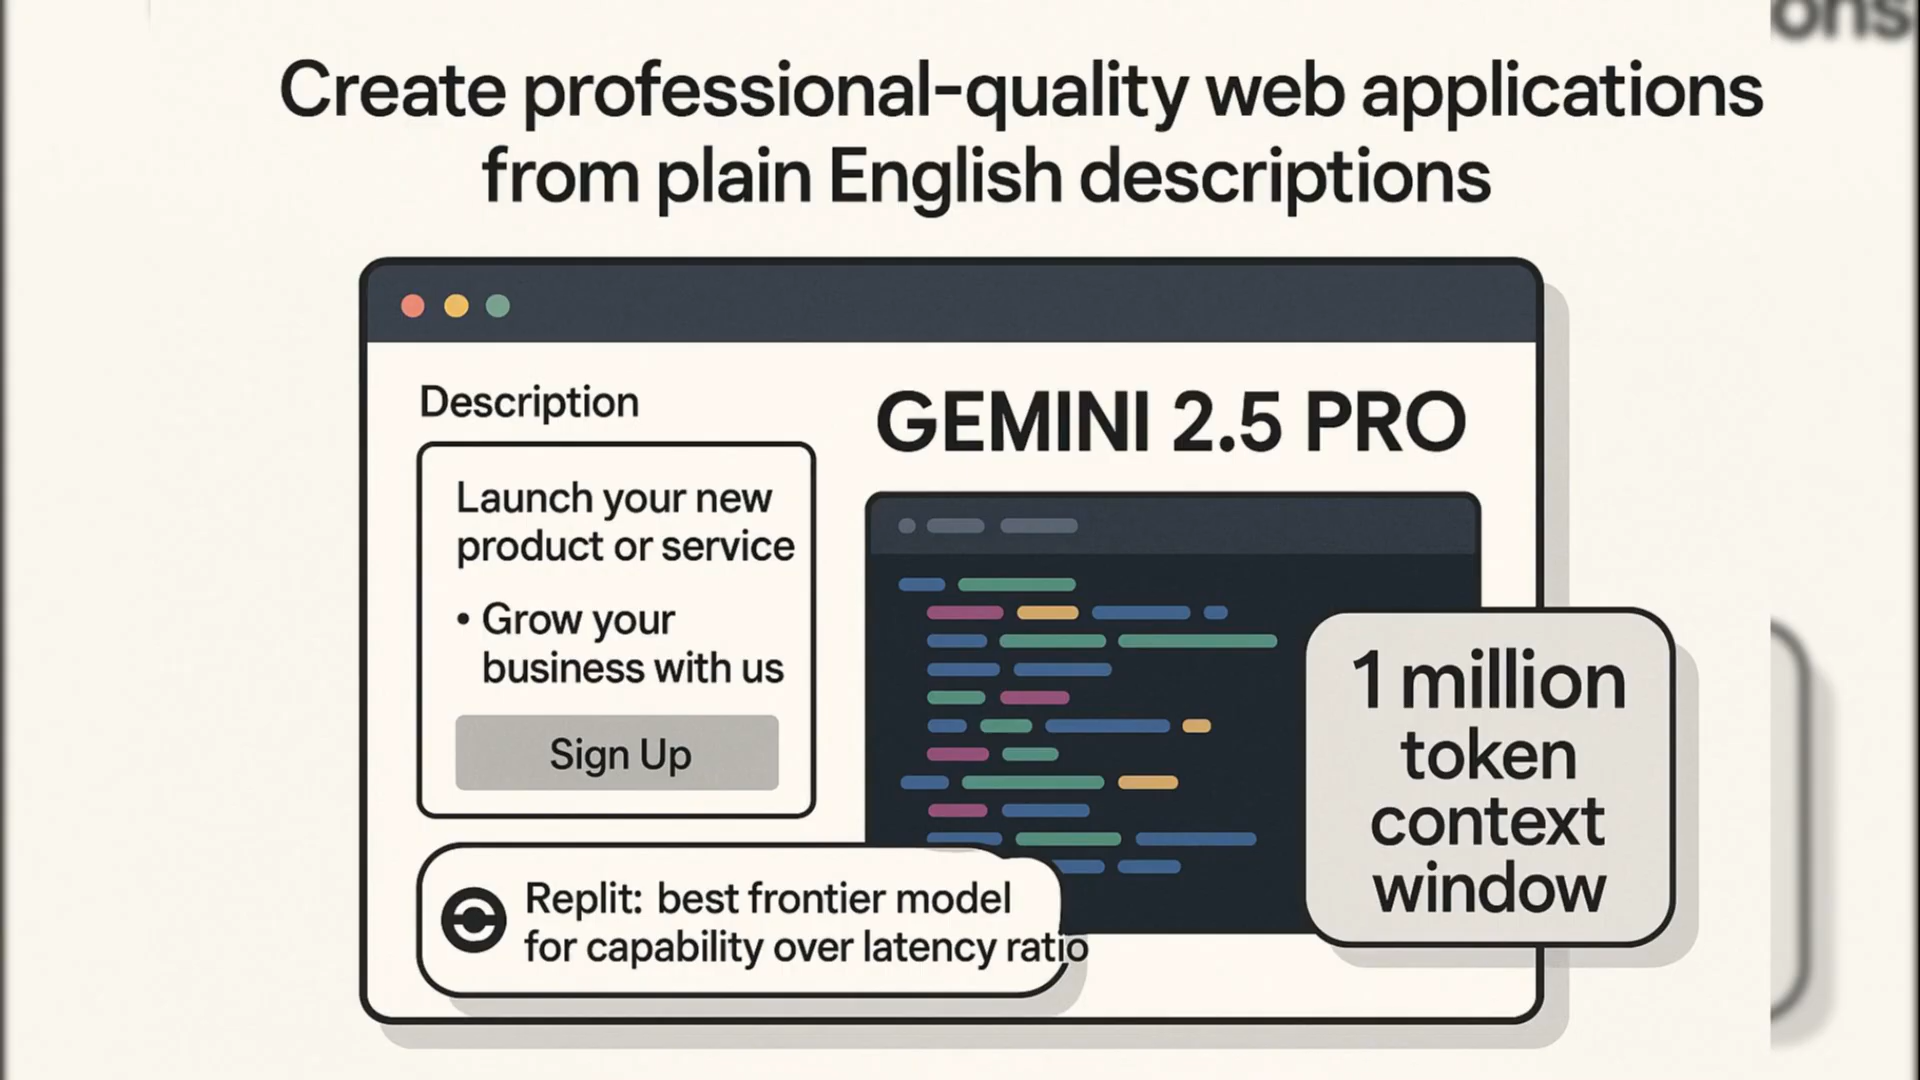 Create professional-quality web applications
from plain English descriptions
Description
Launch your new
product or service
• Grow your
business with us
Sign Up
GEMINI 2.5 PRO
1 million
token
context
window
Replit: best frontier model
for capability over latency ratio
ons